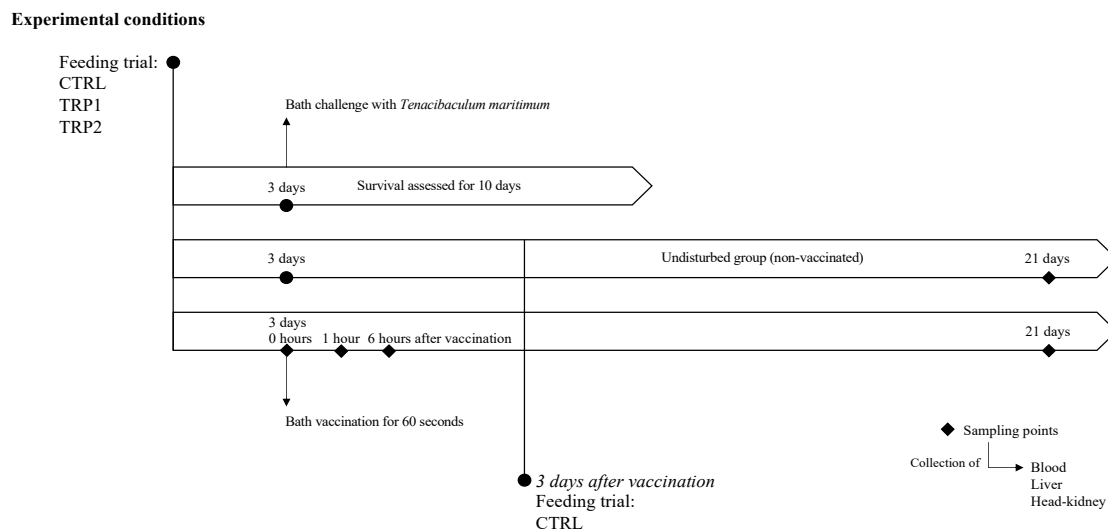 Experimental conditions
Feeding trial:
CTRL
TRP1
TRP2
Bath challenge with Tenacibaculum maritimum
3 days
Survival assessed for 10 days
3 days
Undisturbed group (non-vaccinated)
21 days
3 days
0 hours
1 hour
6 hours after vaccination
21 days
Bath vaccination for 60 seconds
Sampling points
Collection of
Blood
Liver
Head-kidney
3 days after vaccination
Feeding trial:
CTRL